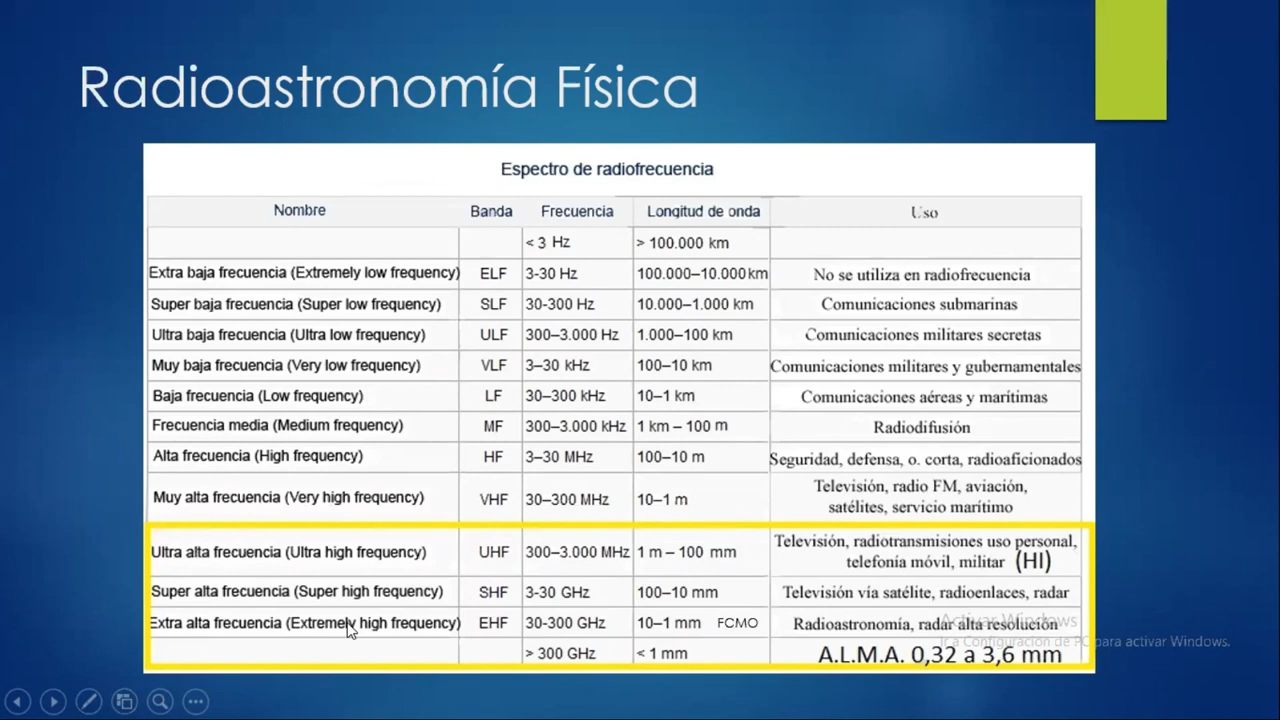 Radioastronomía Física
Espectro de radiofrecuencia
Nombre Banda Frecuencia Longitud de onda Uso
< 3 Hz > 100.000 km
Extra baja frecuencia (Extremely low frequency) ELF 3-30 Hz 100.000–10.000 km No se utiliza en radiofrecuencia
Super baja frecuencia (Super low frequency) SLF 30-300 Hz 10.000–1.000 km Comunicaciones submarinas
Ultra baja frecuencia (Ultra low frequency) ULF 300–3.000 Hz 1.000–100 km Comunicaciones militares secretas
Muy baja frecuencia (Very low frequency) VLF 3–30 kHz 100–10 km Comunicaciones militares y gubernamentales
Baja frecuencia (Low frequency) LF 30–300 kHz 10–1 km Comunicaciones aéreas y marítimas
Frecuencia media (Medium frequency) MF 300–3.000 kHz 1 km – 100 m Radiodifusión
Alta frecuencia (High frequency) HF 3–30 MHz 100–10 m Seguridad, defensa, o. corta, radioaficionados
Muy alta frecuencia (Very high frequency) VHF 30–300 MHz 10–1 m Televisión, radio FM, aviación,
satélites, servicio marítimo
Ultra alta frecuencia (Ultra high frequency) UHF 300–3.000 MHz 1 m – 100 mm Televisión, radiotransmisiones uso personal,
telefonía móvil, militar (HI)
Super alta frecuencia (Super high frequency) SHF 3-30 GHz 100–10 mm Televisión vía satélite, radioenlaces, radar
Extra alta frecuencia (Extremely high frequency) EHF 30-300 GHz 10–1 mm FCMO Radioastronomía, radar alta resolución
> 300 GHz < 1 mm A.L.M.A. 0,32 a 3,6 mm
Activar Windows
Ir a Configuración de PC para activar Windows.